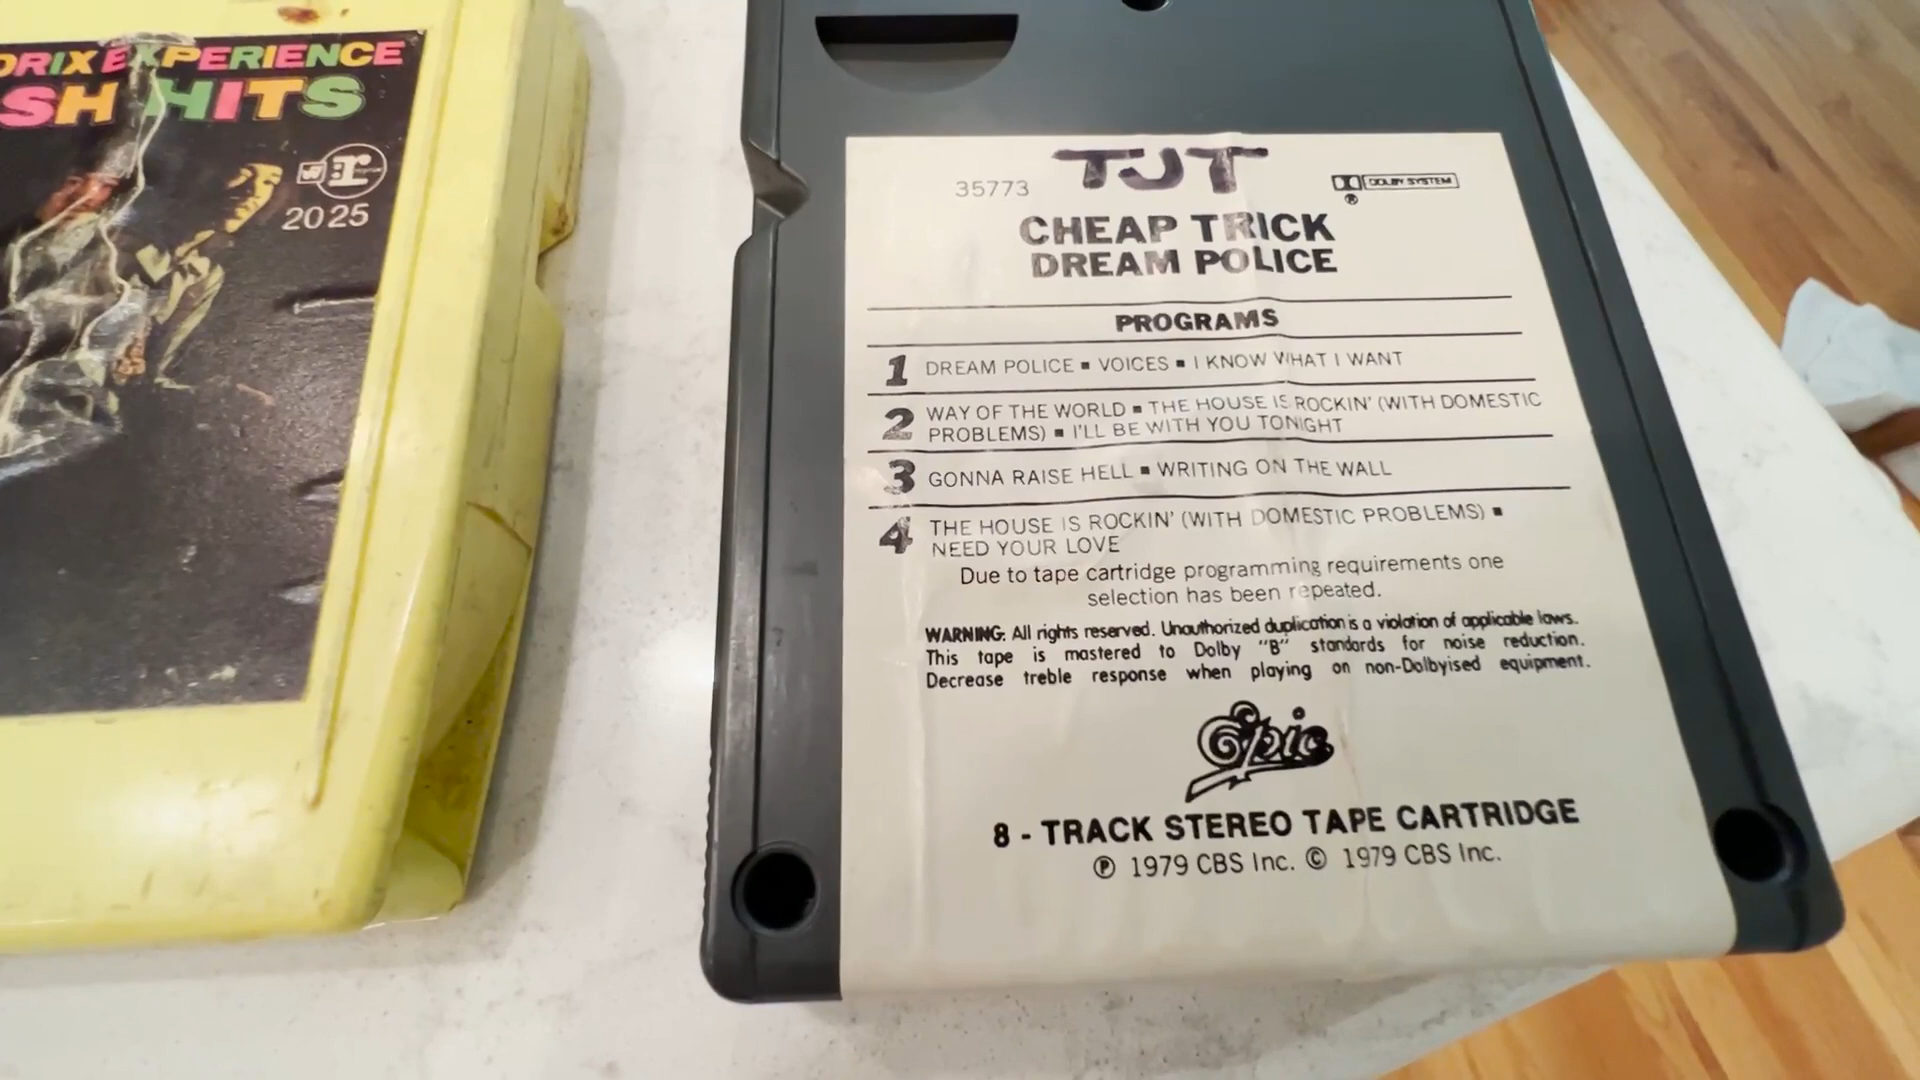 DRIX EXPERIENCE
SH HITS
r
2025
TJT
35773
DOLBY SYSTEM
®
CHEAP TRICK
DREAM POLICE
PROGRAMS
1 DREAM POLICE ▪ VOICES ▪ I KNOW WHAT I WANT
2 WAY OF THE WORLD ▪ THE HOUSE IS ROCKIN' (WITH DOMESTIC
PROBLEMS) ▪ I'LL BE WITH YOU TONIGHT
3 GONNA RAISE HELL ▪ WRITING ON THE WALL
4 THE HOUSE IS ROCKIN' (WITH DOMESTIC PROBLEMS) ▪
NEED YOUR LOVE
Due to tape cartridge programming requirements one
selection has been repeated.
WARNING: All rights reserved. Unauthorized duplication is a violation of applicable laws.
This tape is mastered to Dolby "B" standards for noise reduction.
Decrease treble response when playing on non-Dolbyised equipment.
Epic
8 - TRACK STEREO TAPE CARTRIDGE
℗ 1979 CBS Inc. © 1979 CBS Inc.